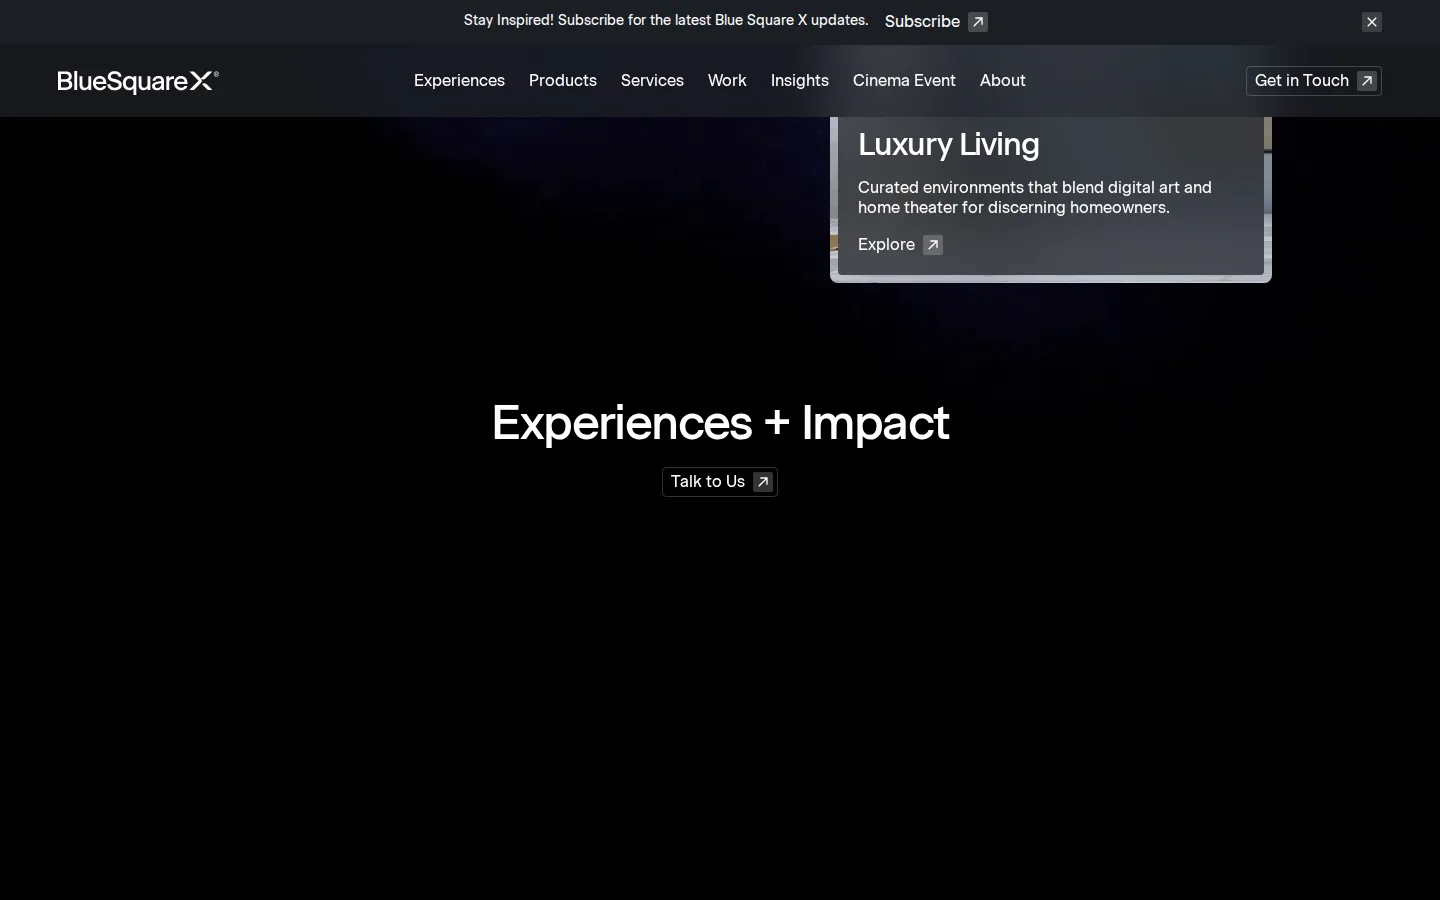 Stay Inspired! Subscribe for the latest Blue Square X updates. Subscribe
BlueSquareX®
Experiences Products Services Work Insights Cinema Event About
Get in Touch
Luxury Living
Curated environments that blend digital art and
home theater for discerning homeowners.
Explore
Experiences + Impact
Talk to Us